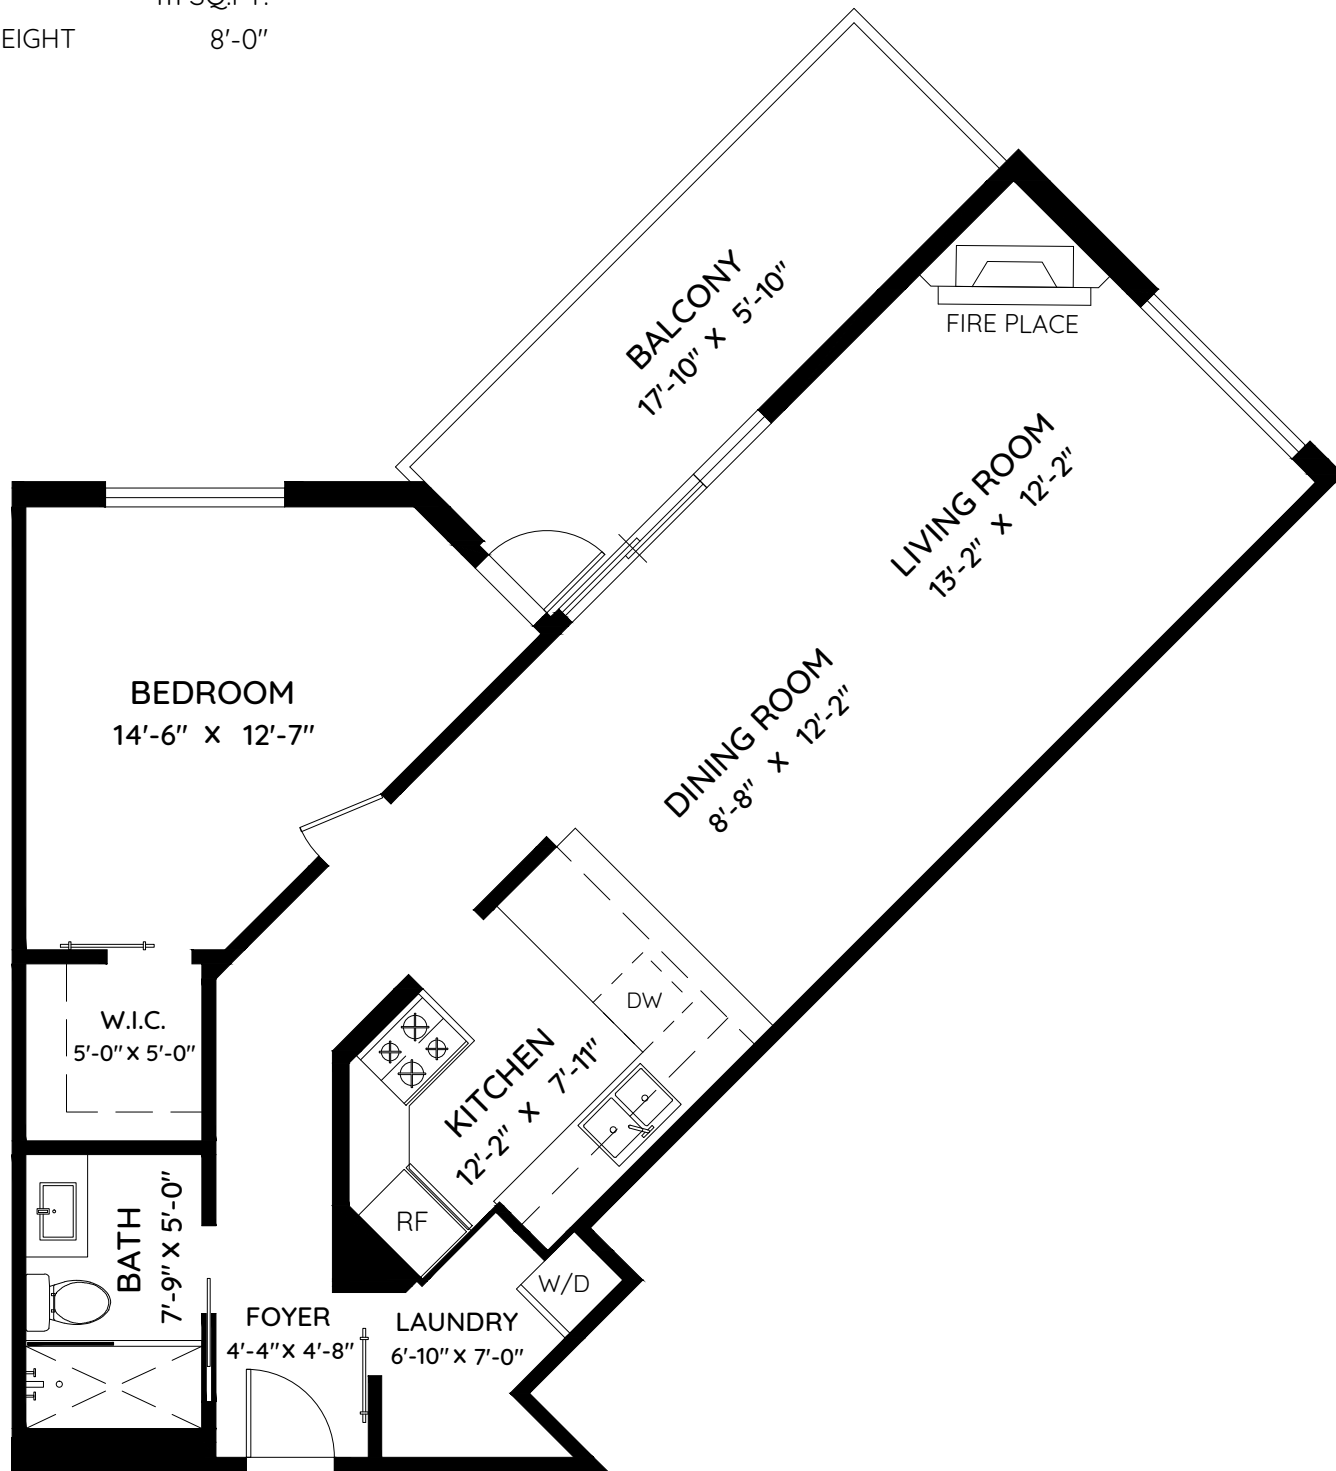 SQ.FT.
EIGHT 8'-0"
BALCONY
17'-10" X 5'-10"
FIRE PLACE
LIVING ROOM
13'-2" X 12'-2"
DINING ROOM
8'-8" X 12'-2"
BEDROOM
14'-6" X 12'-7"
W.I.C.
5'-0" X 5'-0"
DW
KITCHEN
12'-2" X 7'-11"
RF
BATH
7'-9" X 5'-0"
W/D
FOYER
4'-4" X 4'-8"
LAUNDRY
6'-10" X 7'-0"